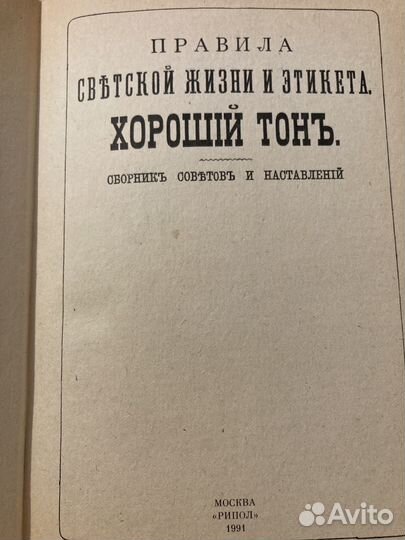 ПРАВИЛА
СВѢТСКОЙ ЖИЗНИ И ЭТИКЕТА.
ХОРОШІЙ ТОНЪ.
СБОРНИКЪ СОВѢТОВЪ И НАСТАВЛЕНІЙ
МОСКВА
«РИПОЛ»
1991
Avito